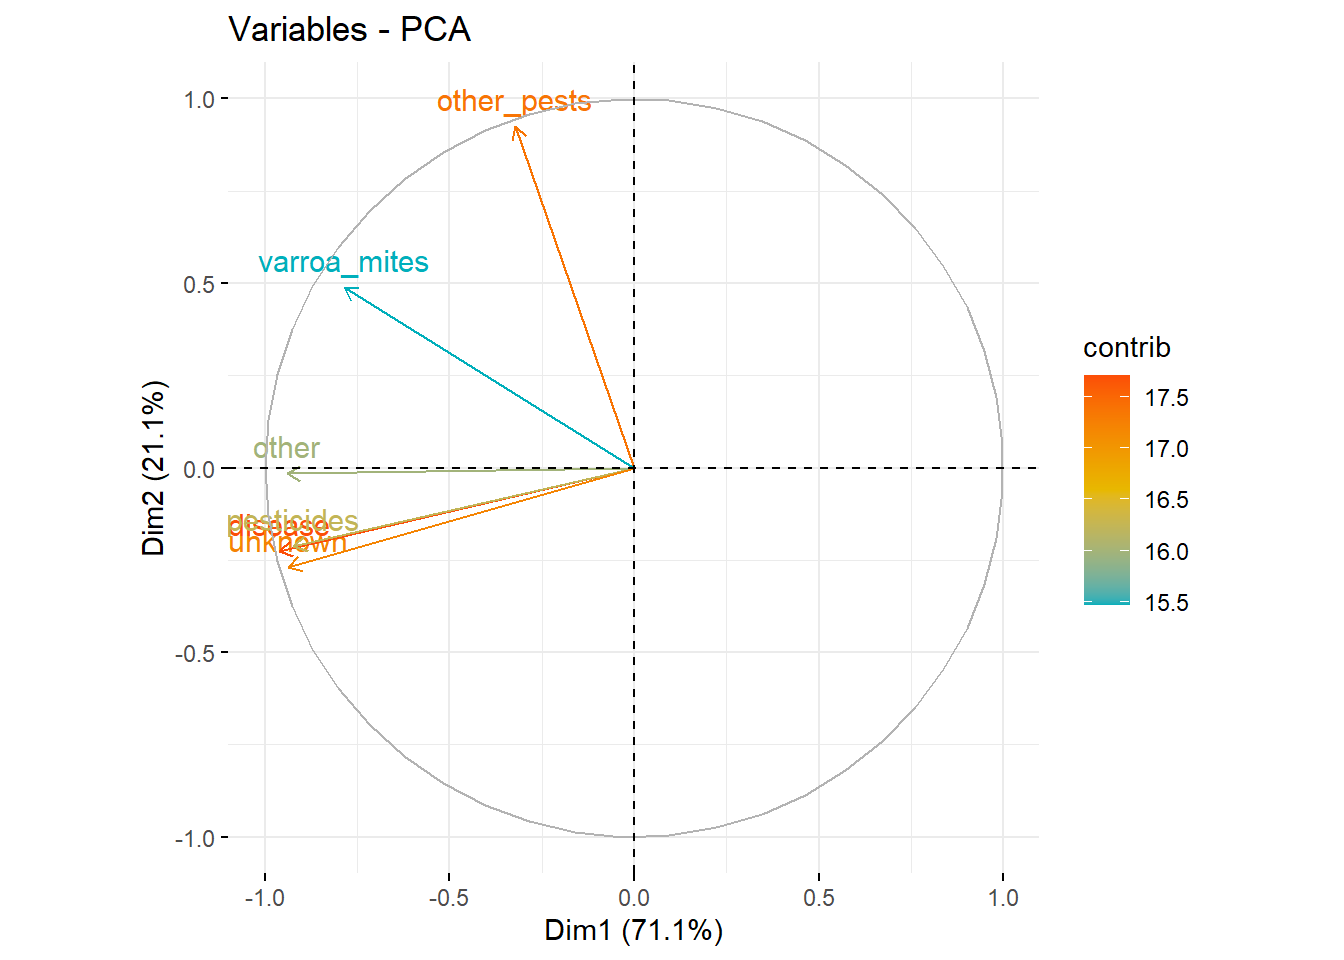 Variables - PCA
other_pests
varroa_mites
other
pesticides
disease
unknown
1.0
0.5
0.0
-0.5
-1.0
-1.0
-0.5
0.0
0.5
1.0
Dim1 (71.1%)
Dim2 (21.1%)
contrib
17.5
17.0
16.5
16.0
15.5